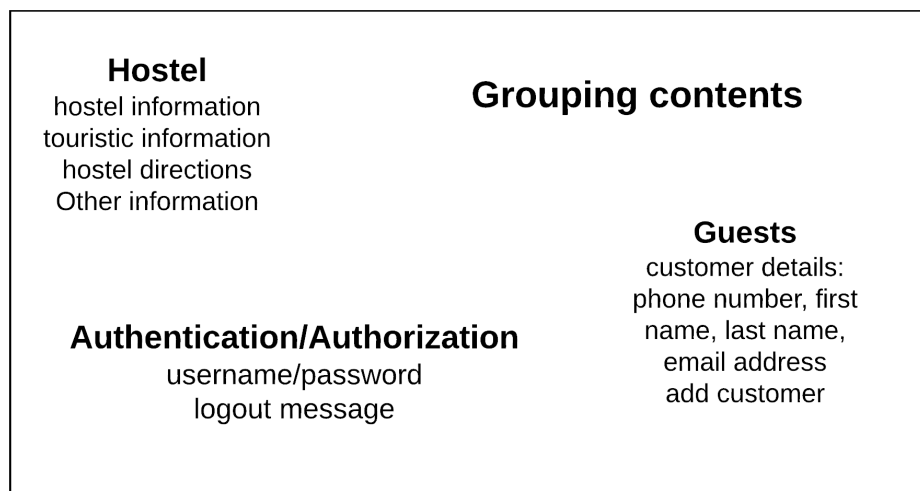 Hostel
hostel information
touristic information
hostel directions
Other information
Grouping contents
Guests
customer details:
phone number, first
name, last name,
email address
add customer
Authentication/Authorization
username/password
logout message